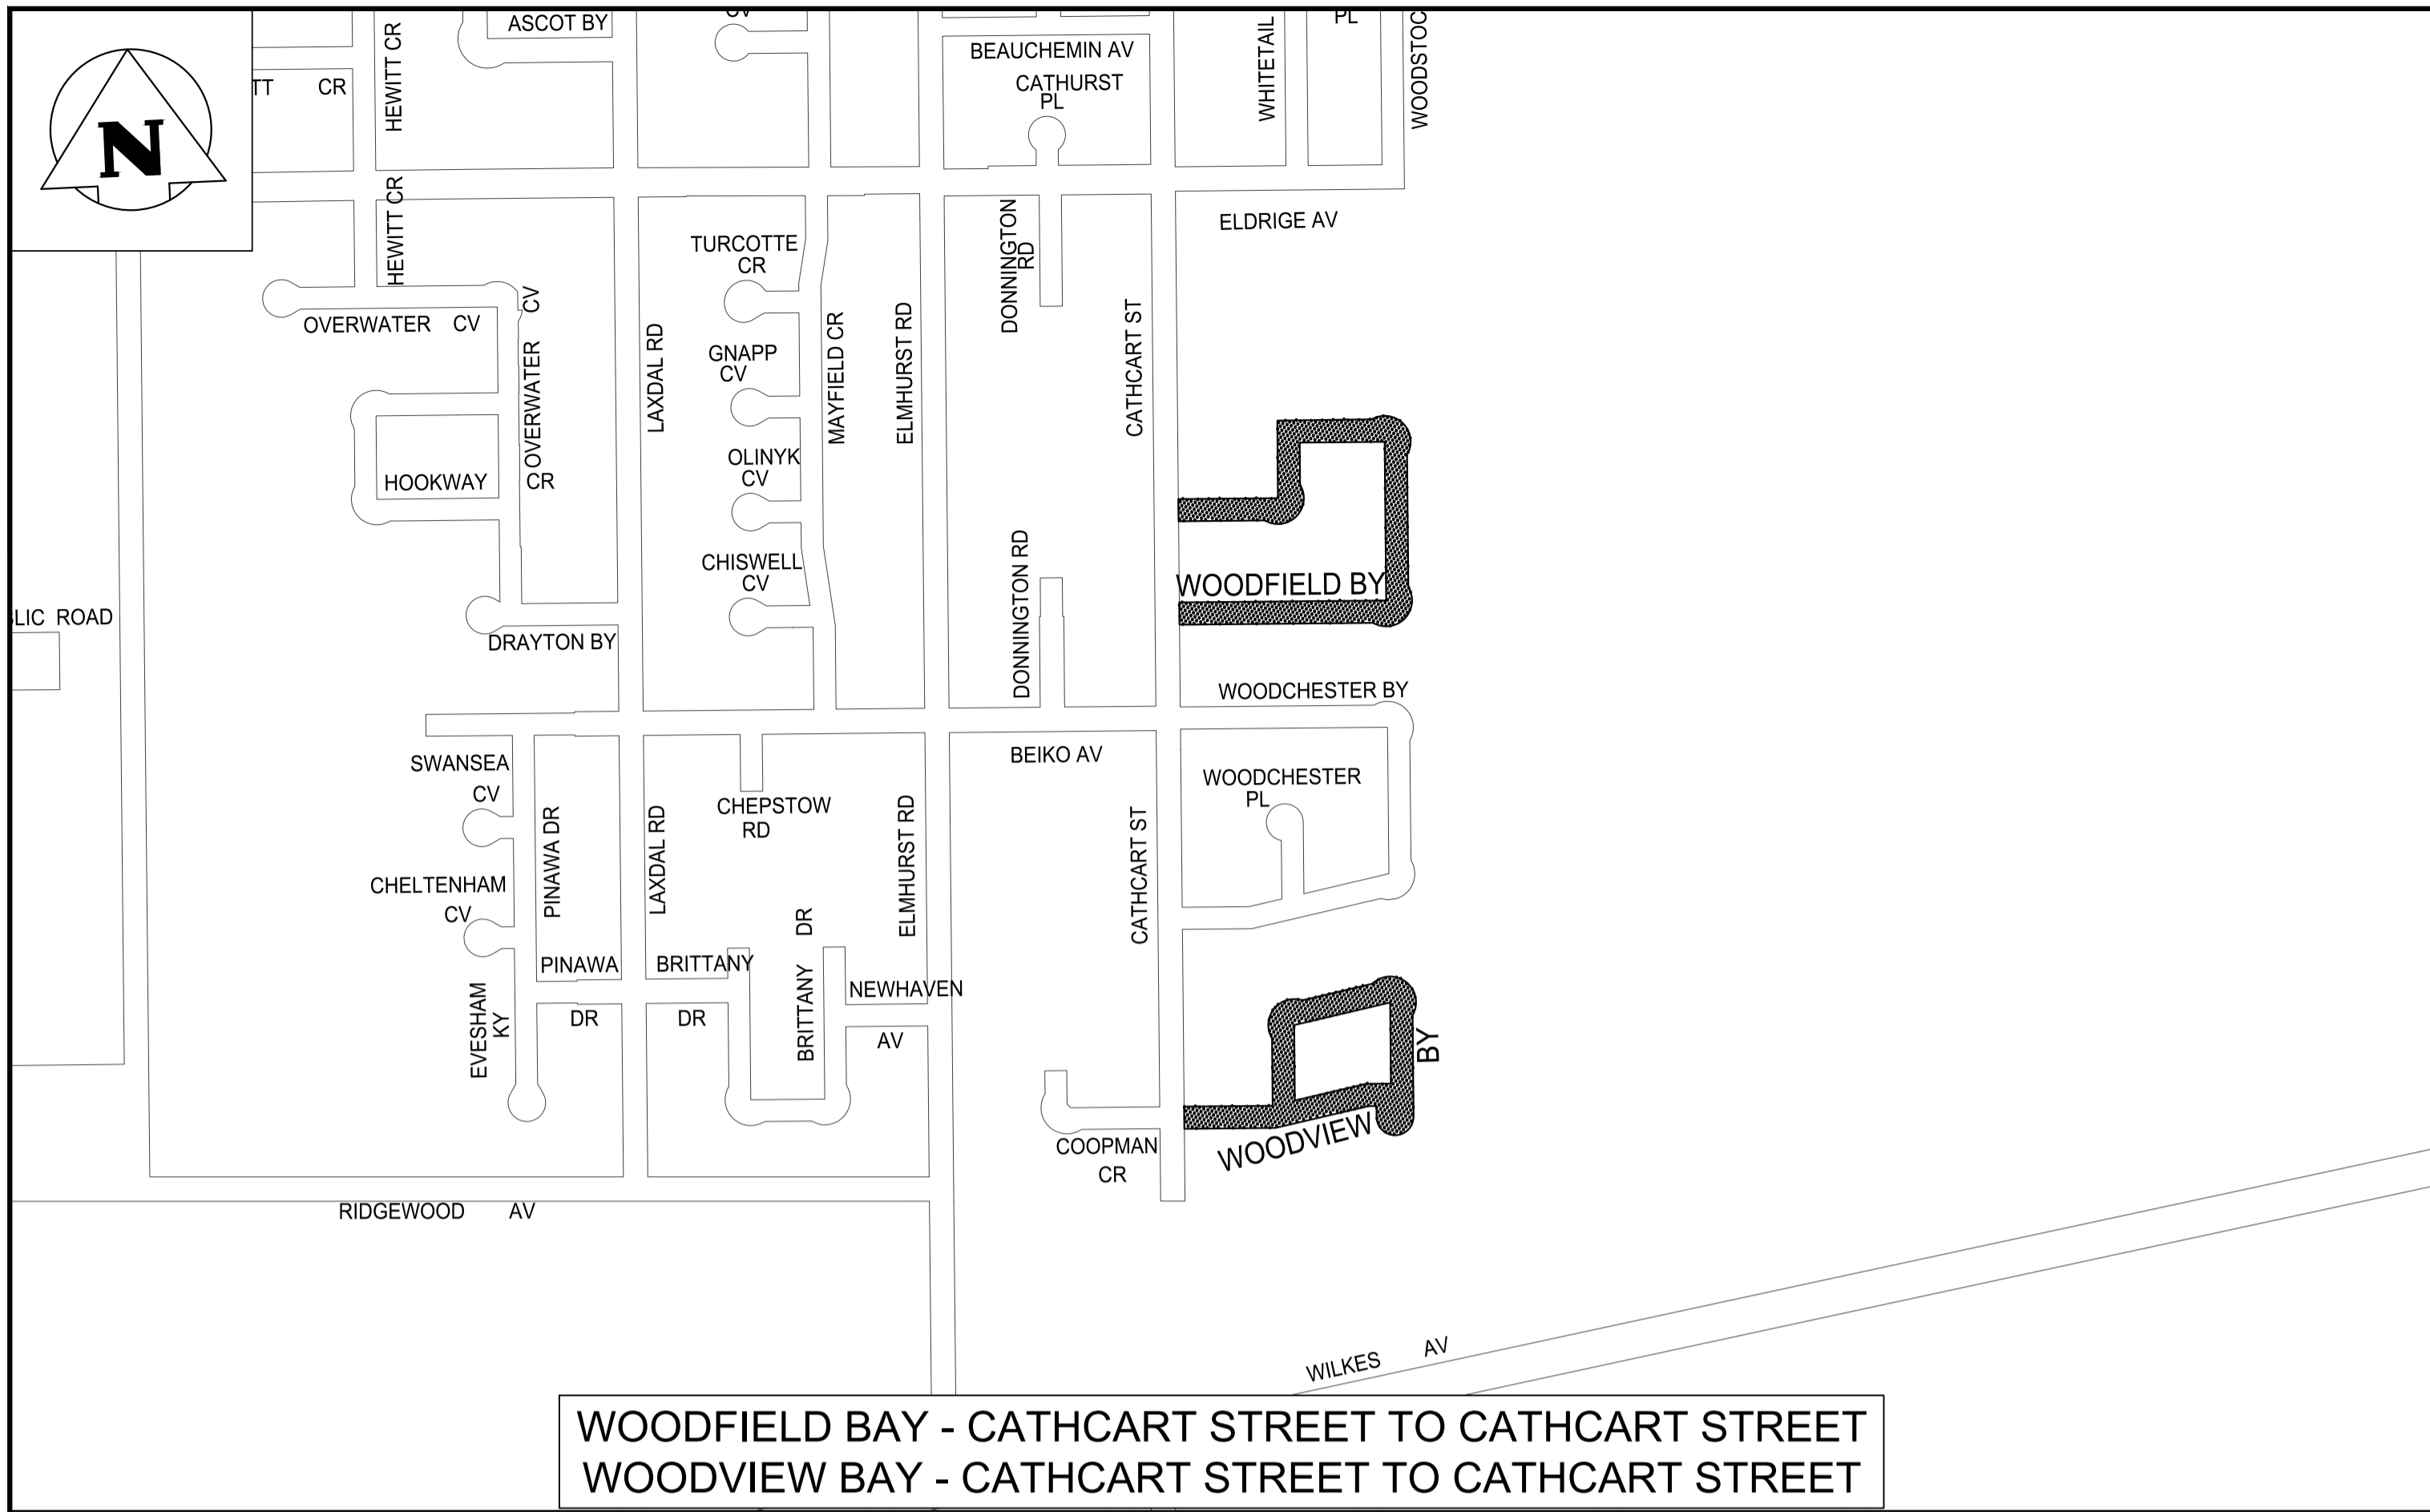 N
ASCOT BY
CV
PL
HEWITT CR
WHITETAIL
BEAUCHEMIN AV
CATHURST
PL
TT CR
HEWITT CR
ELDRIGE AV
DONNINGTON
RD
TURCOTTE
CR
OVERWATER CV
OVERWATER CV
CR
LAXDAL RD
GNAPP
CV
MAYFIELD CR
ELMHURST RD
CATHCART ST
OLINYK
CV
HOOKWAY
CHISWELL
CV
DONNINGTON RD
WOODFIELD BY
ROAD
DRAYTON BY
WOODCHESTER BY
BEIKO AV
SWANSEA
CV
WOODCHESTER
PL
CHEPSTOW
RD
PINAWA DR
LAXDAL RD
ELMHURST RD
CATHCART ST
CHELTENHAM
CV
PINAWA
DR
BRITTANY
DR
BRITTANY DR
NEWHAVEN
AV
EVESHAM
KY
WOODVIEW BY
COOPMAN
CR
RIDGEWOOD AV
WILKES AV
WOODFIELD BAY - CATHCART STREET TO CATHCART STREET
WOODVIEW BAY - CATHCART STREET TO CATHCART STREET